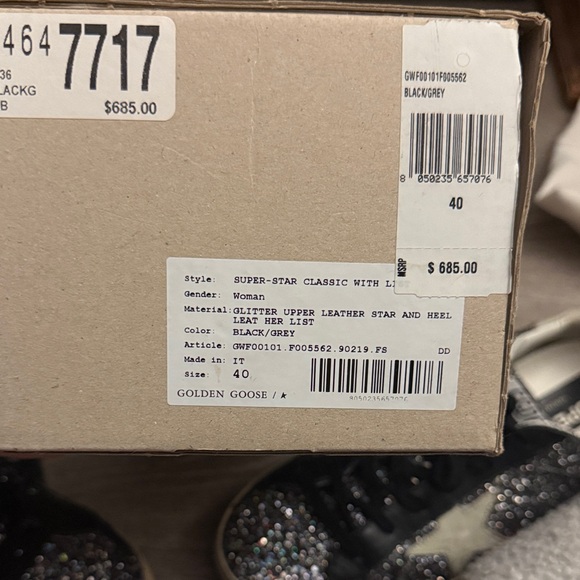 464 7717
36
LACKG
B $685.00
GWF00101F005562
BLACK/GREY
8 050235 657076
40
MSRP $ 685.00
Style: SUPER-STAR CLASSIC WITH
Gender: Woman
Material: GLITTER UPPER LEATHER STAR AND HEEL
LEAT HER LIST
Color: BLACK/GREY
Article: GWF00101.F005562.90219.FS DD
Made in: IT
Size: 40
8050235657076
GOLDEN GOOSE / ★